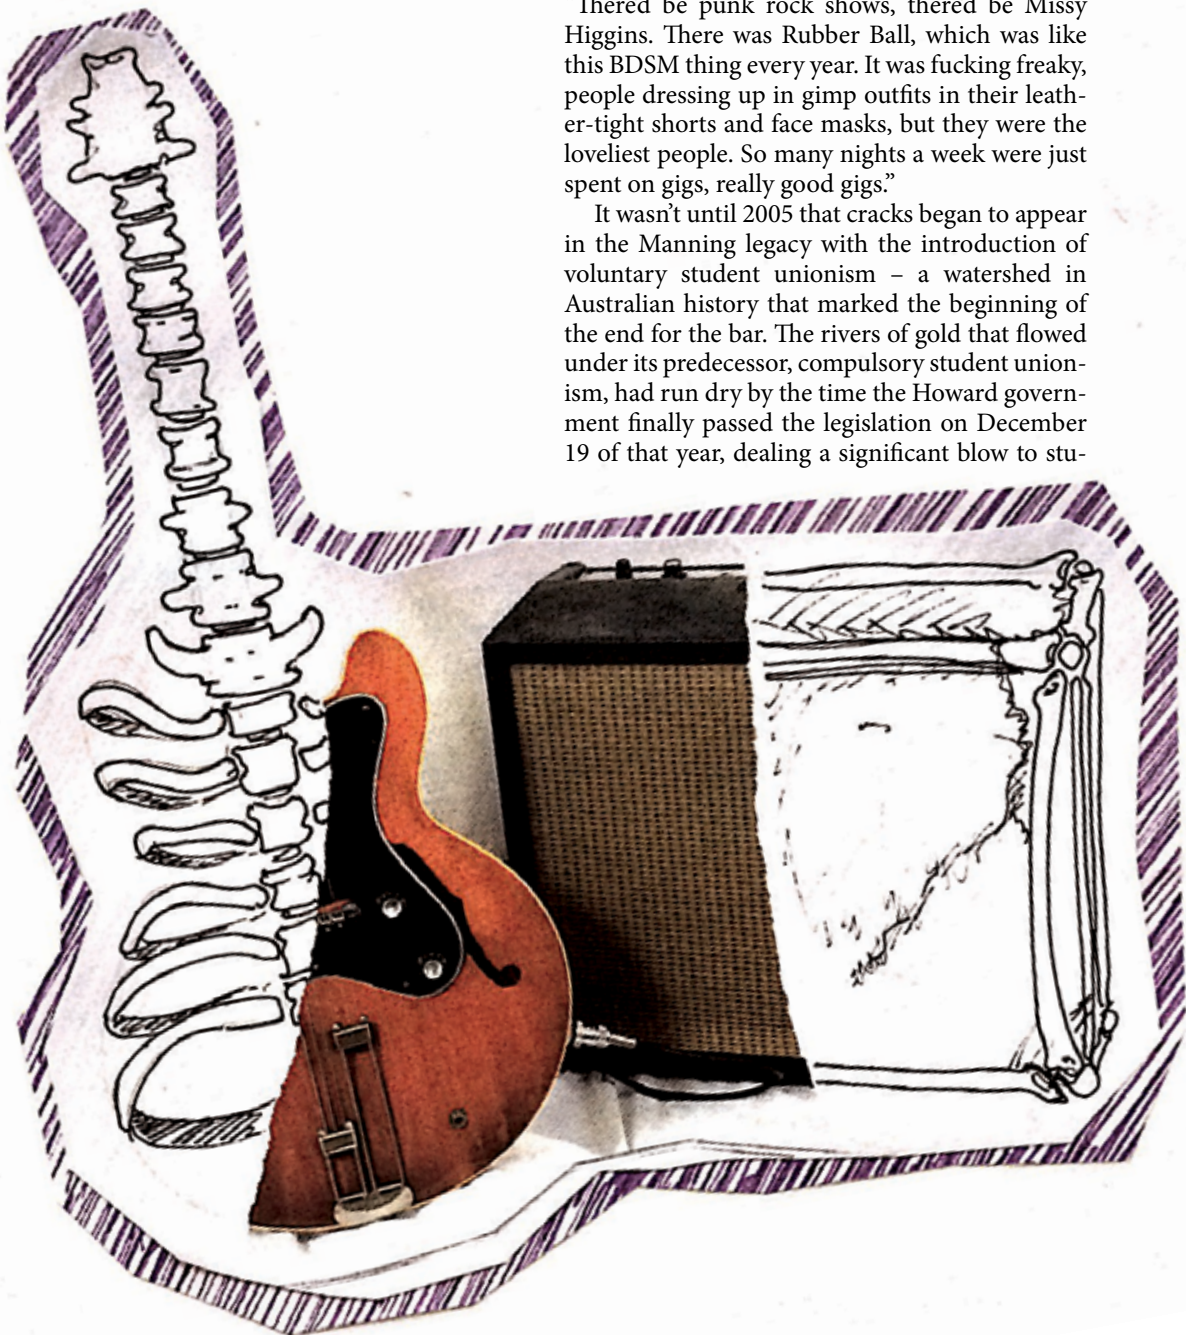 Thered be punk rock shows, thered be Missy
Higgins. There was Rubber Ball, which was like
this BDSM thing every year. It was fucking freaky,
people dressing up in gimp outfits in their leath-
er-tight shorts and face masks, but they were the
loveliest people. So many nights a week were just
spent on gigs, really good gigs.”
It wasn’t until 2005 that cracks began to appear
in the Manning legacy with the introduction of
voluntary student unionism – a watershed in
Australian history that marked the beginning of
the end for the bar. The rivers of gold that flowed
under its predecessor, compulsory student union-
ism, had run dry by the time the Howard govern-
ment finally passed the legislation on December
19 of that year, dealing a significant blow to stu-